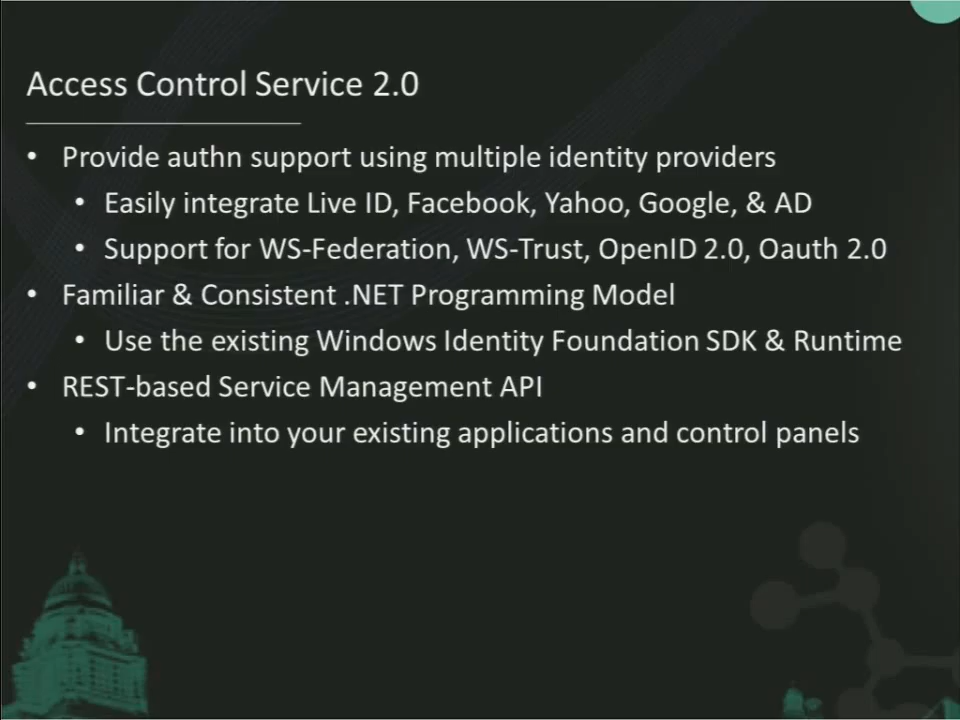 Access Control Service 2.0
• Provide authn support using multiple identity providers
• Easily integrate Live ID, Facebook, Yahoo, Google, & AD
• Support for WS-Federation, WS-Trust, OpenID 2.0, Oauth 2.0
• Familiar & Consistent .NET Programming Model
• Use the existing Windows Identity Foundation SDK & Runtime
• REST-based Service Management API
• Integrate into your existing applications and control panels